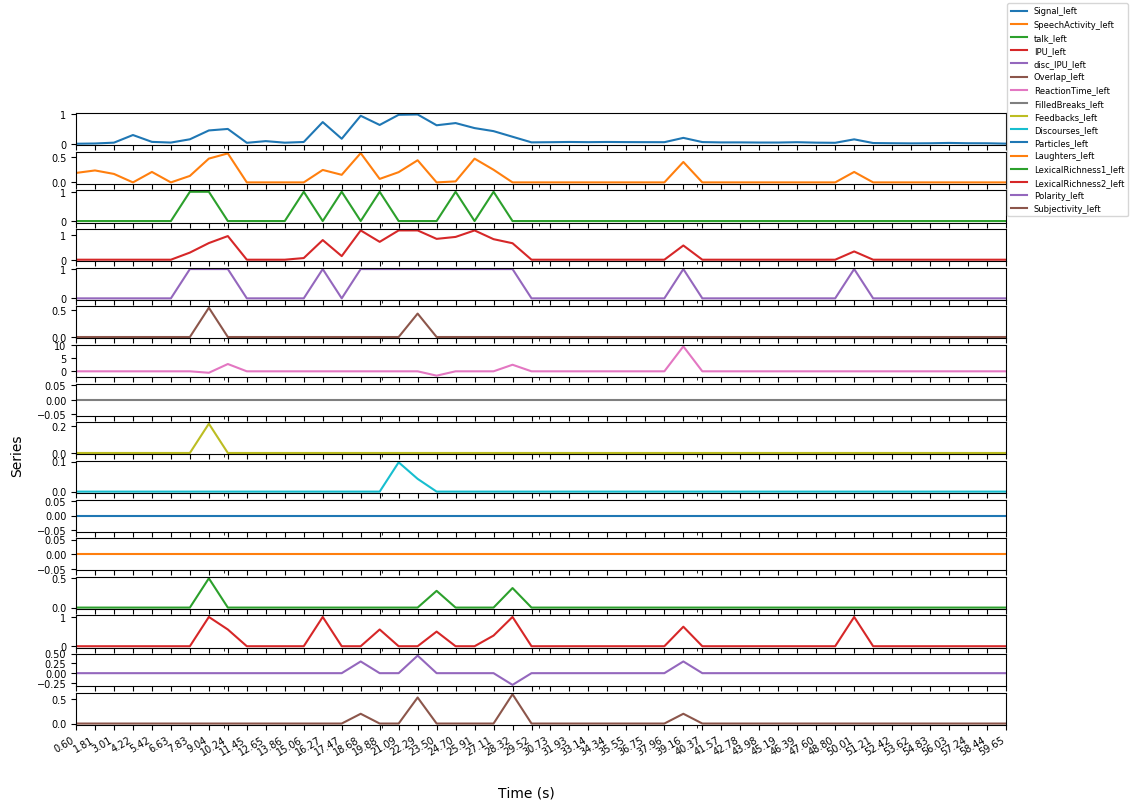 Signal_left
SpeechActivity_left
talk_left
IPU_left
disc_IPU_left
Overlap_left
ReactionTime_left
FilledBreaks_left
Feedbacks_left
Discourses_left
Particles_left
Laughters_left
LexicalRichness1_left
LexicalRichness2_left
Polarity_left
Subjectivity_left
1
0
0.5
0.0
1
0
1
0
1
0
0.5
0.0
10
5
0
0.05
0.00
−0.05
0.2
0.0
0.1
0.0
0.05
0.00
−0.05
0.05
0.00
−0.05
0.5
0.0
1
0
0.50
0.25
0.00
−0.25
0.5
0.0
Series
0.60 1.81 3.01 4.22 5.42 6.63 7.83 9.04 10.24 11.45 12.65 13.86 15.06 16.27 17.47 18.68 19.88 21.09 22.29 23.50 24.70 25.91 27.11 28.32 29.52 30.73 31.93 33.14 34.34 35.55 36.75 37.96 39.16 40.37 41.57 42.78 43.98 45.19 46.39 47.60 48.80 50.01 51.21 52.42 53.62 54.83 56.03 57.24 58.44 59.65
Time (s)